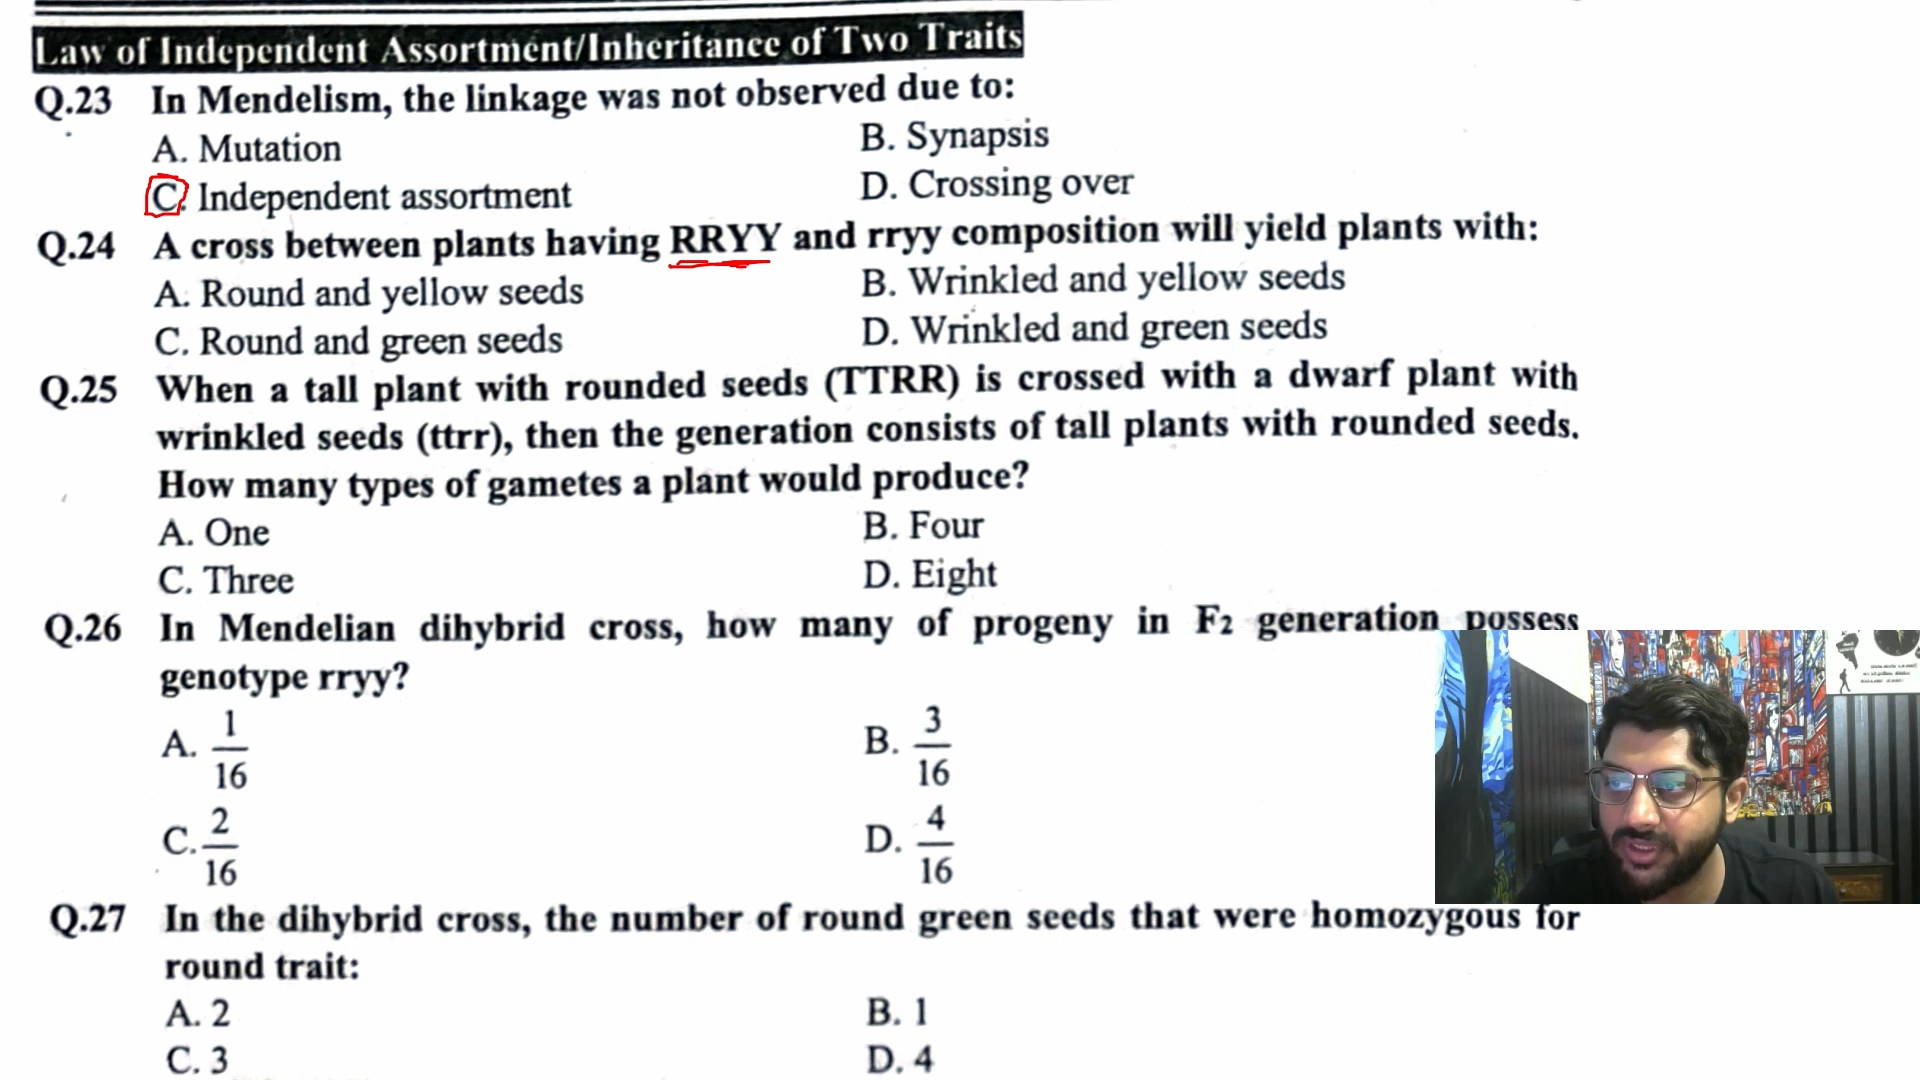 Law of Independent Assortment/Inheritance of Two Traits
Q.23 In Mendelism, the linkage was not observed due to:
A. Mutation B. Synapsis
C. Independent assortment D. Crossing over
Q.24 A cross between plants having RRYY and rryy composition will yield plants with:
A. Round and yellow seeds B. Wrinkled and yellow seeds
C. Round and green seeds D. Wrinkled and green seeds
Q.25 When a tall plant with rounded seeds (TTRR) is crossed with a dwarf plant with
wrinkled seeds (ttrr), then the generation consists of tall plants with rounded seeds.
How many types of gametes a plant would produce?
A. One B. Four
C. Three D. Eight
Q.26 In Mendelian dihybrid cross, how many of progeny in F2 generation possess
genotype rryy?
A. 1/16 B. 3/16
C. 2/16 D. 4/16
Q.27 In the dihybrid cross, the number of round green seeds that were homozygous for
round trait:
A. 2 B. 1
C. 3 D. 4